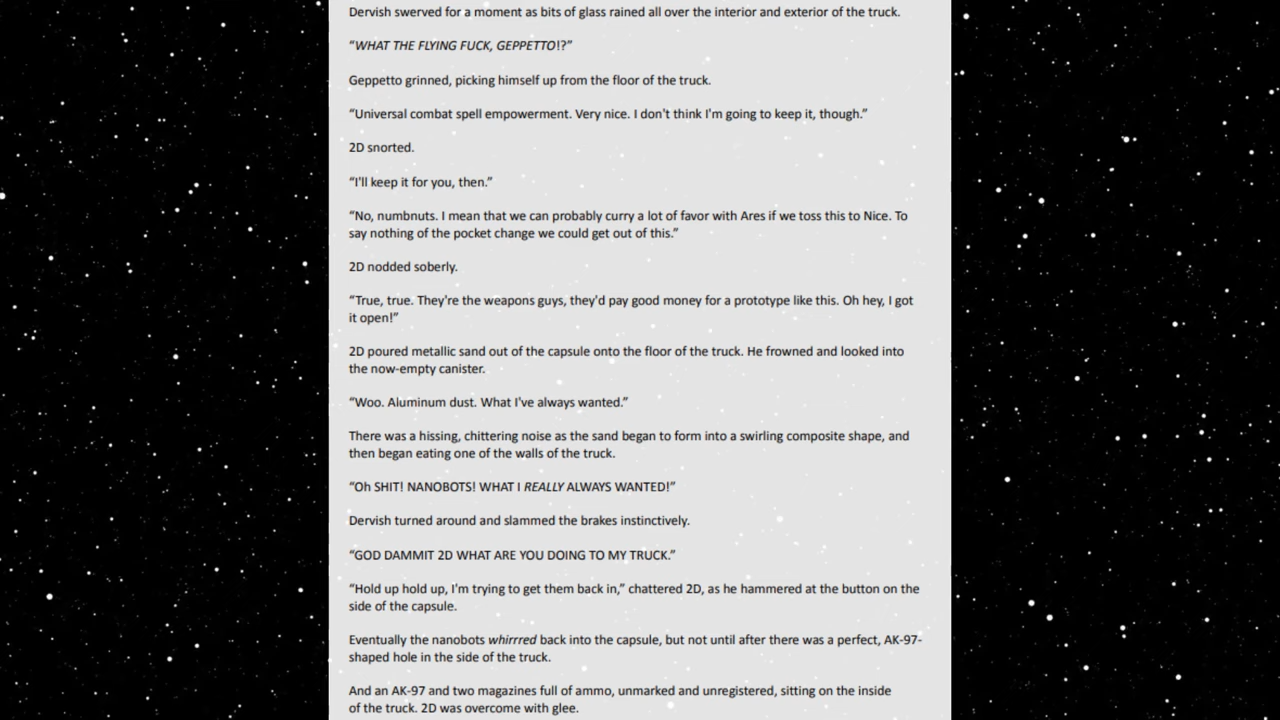 Dervish swerved for a moment as bits of glass rained all over the interior and exterior of the truck.
“WHAT THE FLYING FUCK, GEPPETTO!?”
Geppetto grinned, picking himself up from the floor of the truck.
“Universal combat spell empowerment. Very nice. I don't think I'm going to keep it, though.”
2D snorted.
“I'll keep it for you, then.”
“No, numbnuts. I mean that we can probably curry a lot of favor with Ares if we toss this to Nice. To
say nothing of the pocket change we could get out of this.”
2D nodded soberly.
“True, true. They're the weapons guys, they'd pay good money for a prototype like this. Oh hey, I got
it open!”
2D poured metallic sand out of the capsule onto the floor of the truck. He frowned and looked into
the now-empty canister.
“Woo. Aluminum dust. What I've always wanted.”
There was a hissing, chittering noise as the sand began to form into a swirling composite shape, and
then began eating one of the walls of the truck.
“Oh SHIT! NANOBOTS! WHAT I REALLY ALWAYS WANTED!”
Dervish turned around and slammed the brakes instinctively.
“GOD DAMMIT 2D WHAT ARE YOU DOING TO MY TRUCK.”
“Hold up hold up, I'm trying to get them back in,” chattered 2D, as he hammered at the button on the
side of the capsule.
Eventually the nanobots whirrred back into the capsule, but not until after there was a perfect, AK-97-
shaped hole in the side of the truck.
And an AK-97 and two magazines full of ammo, unmarked and unregistered, sitting on the inside
of the truck. 2D was overcome with glee.